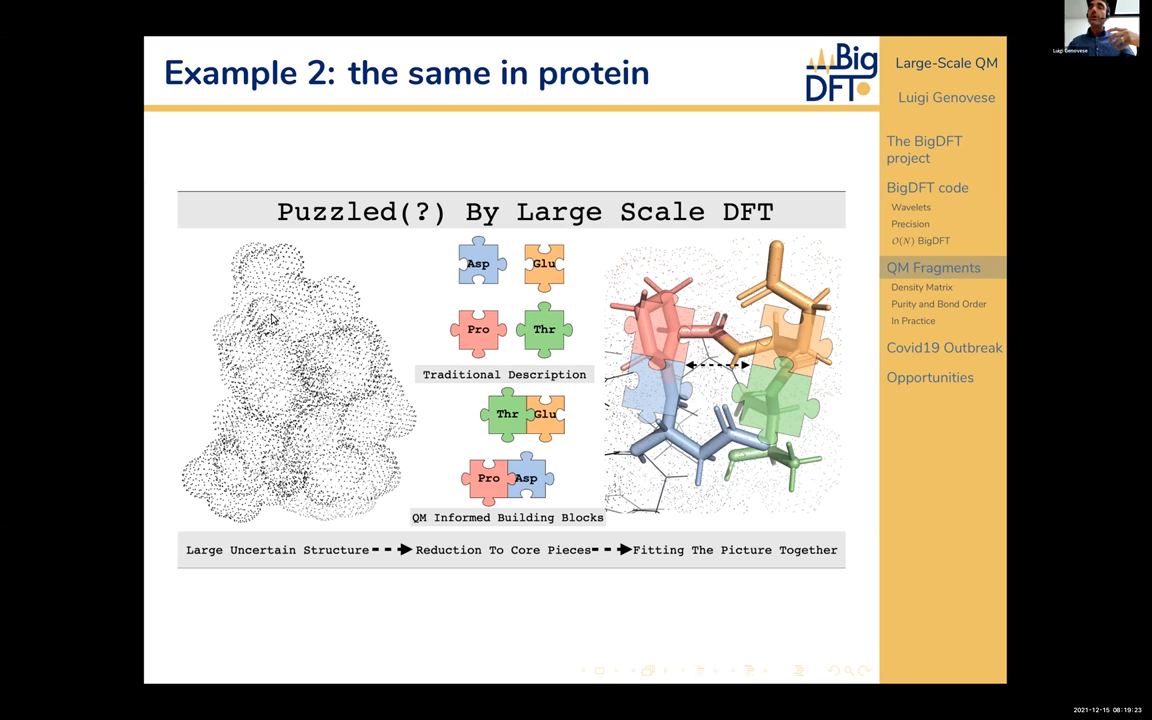 Example 2: the same in protein
Big
DFT
Large-Scale QM
Luigi Genovese
Luigi Genovese
The BigDFT
project
BigDFT code
Wavelets
Precision
O(N) BigDFT
QM Fragments
Density Matrix
Purity and Bond Order
In Practice
Covid19 Outbreak
Opportunities
Puzzled(?) By Large Scale DFT
Asp
Glu
Pro
Thr
Traditional Description
Thr
Glu
Pro
Asp
QM Informed Building Blocks
Large Uncertain Structure
Reduction To Core Pieces
Fitting The Picture Together
2021-12-15 08:19:23